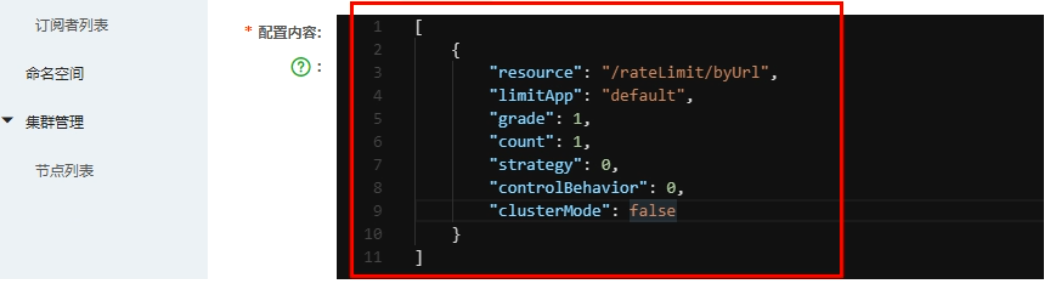 订阅者列表
命名空间
集群管理
节点列表
* 配置内容:
? :
1 [
2 {
3 "resource": "/rateLimit/byUrl",
4 "limitApp": "default",
5 "grade": 1,
6 "count": 1,
7 "strategy": 0,
8 "controlBehavior": 0,
9 "clusterMode": false
10 }
11 ]